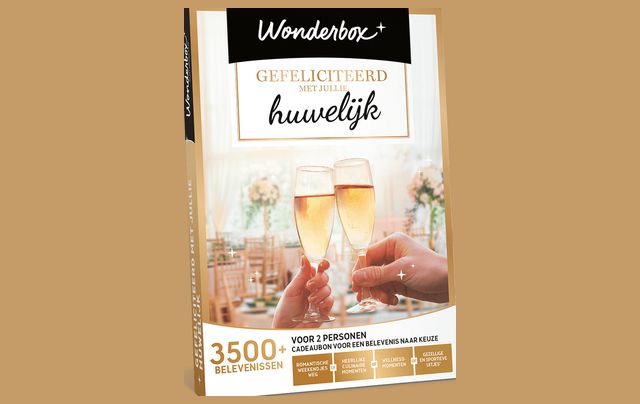 Wonderbox
GEFELICITEERD
MET JULLIE
huwelijk
Wonderbox
GEFELICITEERD MET JULLIE
HUWELIJK
3500+
BELEVENISSEN
VOOR 2 PERSONEN
CADEAUBON VOOR EEN BELEVENIS NAAR KEUZE
ROMANTISCHE
WEEKENDJES
WEG
HEERLIJKE
CULINAIRE
MOMENTEN
WELLNESS-
MOMENTEN
GEZELLIGE
EN SPORTIEVE
UITJES*